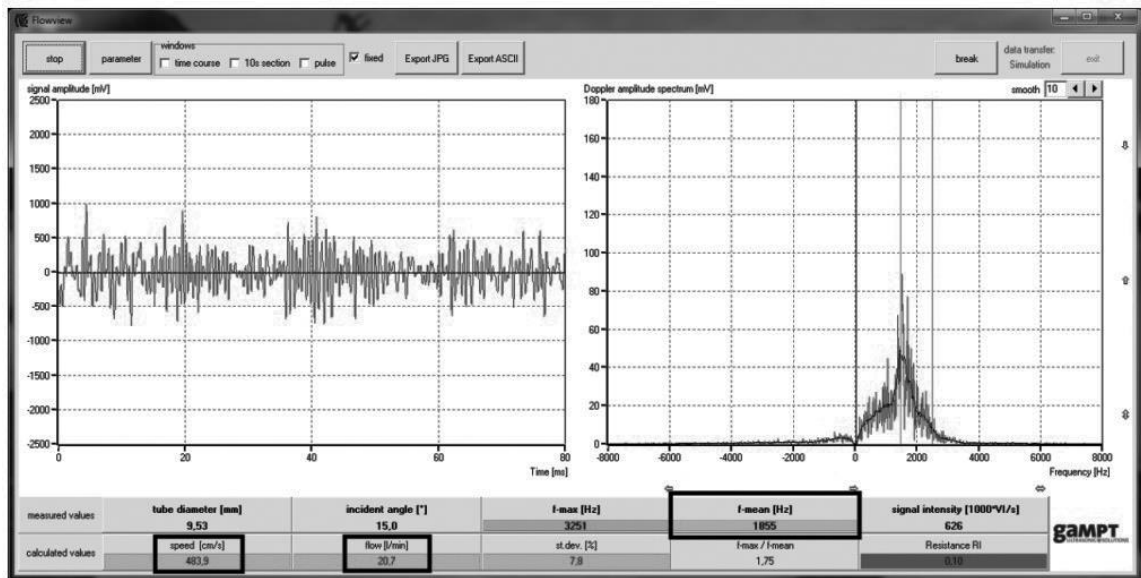 Flowview
stop
parameter
windows
time course
10s section
pulse
fixed
Export JPG
Export ASCII
break
data transfer:
Simulation
exit
signal amplitude [mV]
2500
2000
1500
1000
500
0
-500
-1000
-1500
-2000
-2500
0 20 40 60 80
Time [ms]
Doppler amplitude spectrum [mV]
smooth 10
180
160
140
120
100
80
60
40
20
0
-8000 -6000 -4000 -2000 0 2000 4000 6000 8000
Frequency [Hz]
measured values
tube diameter [mm]
9,53
incident angle [°]
15,0
f-max [Hz]
3251
f-mean [Hz]
1855
signal intensity [1000*VI/s]
626
calculated values
speed [cm/s]
483,9
flow [l/min]
20,7
st.dev. [%]
7,8
f-max / f-mean
1,75
Resistance RI
0,10
gaMPT